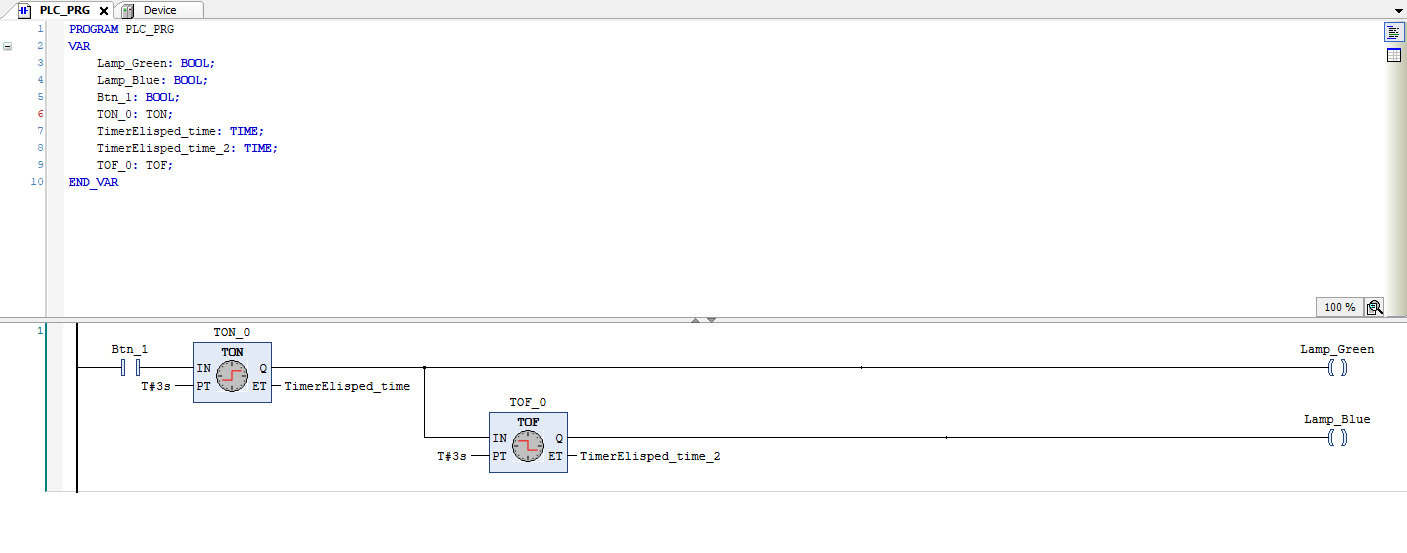 PLC_PRG Device
1 PROGRAM PLC_PRG
2 VAR
3 Lamp_Green: BOOL;
4 Lamp_Blue: BOOL;
5 Btn_1: BOOL;
6 TON_0: TON;
7 TimerElisped_time: TIME;
8 TimerElisped_time_2: TIME;
9 TOF_0: TOF;
10 END_VAR
100 %
1 TON_0
Btn_1 TON Lamp_Green
IN Q
T#3s PT ET TimerElisped_time
TOF_0
TOF Lamp_Blue
IN Q
T#3s PT ET TimerElisped_time_2